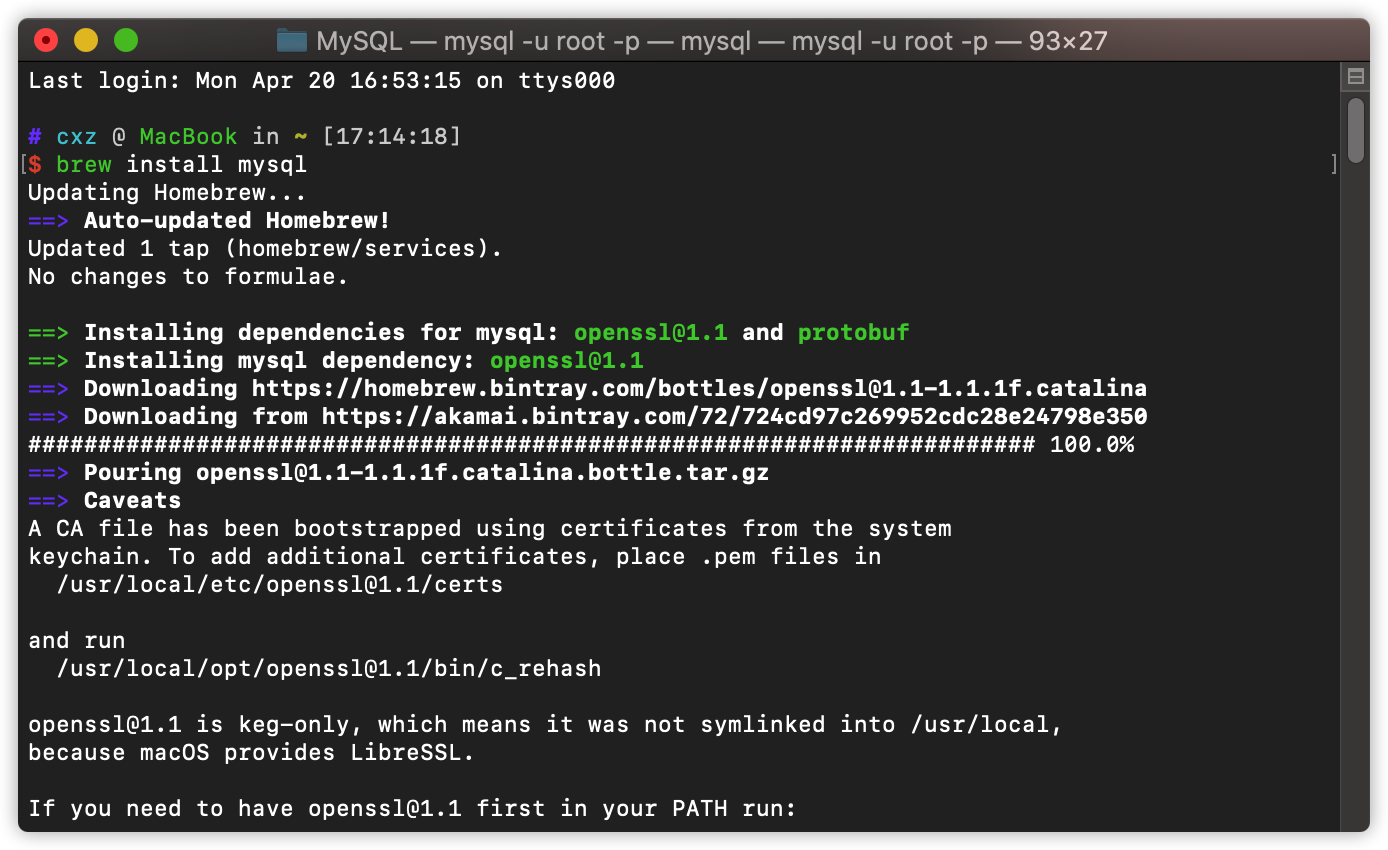 MySQL — mysql -u root -p — mysql — mysql -u root -p — 93×27
Last login: Mon Apr 20 16:53:15 on ttys000
# cxz @ MacBook in ~ [17:14:18]
[$ brew install mysql ]
Updating Homebrew...
==> Auto-updated Homebrew!
Updated 1 tap (homebrew/services).
No changes to formulae.
==> Installing dependencies for mysql: openssl@1.1 and protobuf
==> Installing mysql dependency: openssl@1.1
==> Downloading https://homebrew.bintray.com/bottles/openssl@1.1-1.1.1f.catalina
==> Downloading from https://akamai.bintray.com/72/724cd97c269952cdc28e24798e350
######################################################################## 100.0%
==> Pouring openssl@1.1-1.1.1f.catalina.bottle.tar.gz
==> Caveats
A CA file has been bootstrapped using certificates from the system
keychain. To add additional certificates, place .pem files in
  /usr/local/etc/openssl@1.1/certs
and run
  /usr/local/opt/openssl@1.1/bin/c_rehash
openssl@1.1 is keg-only, which means it was not symlinked into /usr/local,
because macOS provides LibreSSL.
If you need to have openssl@1.1 first in your PATH run: